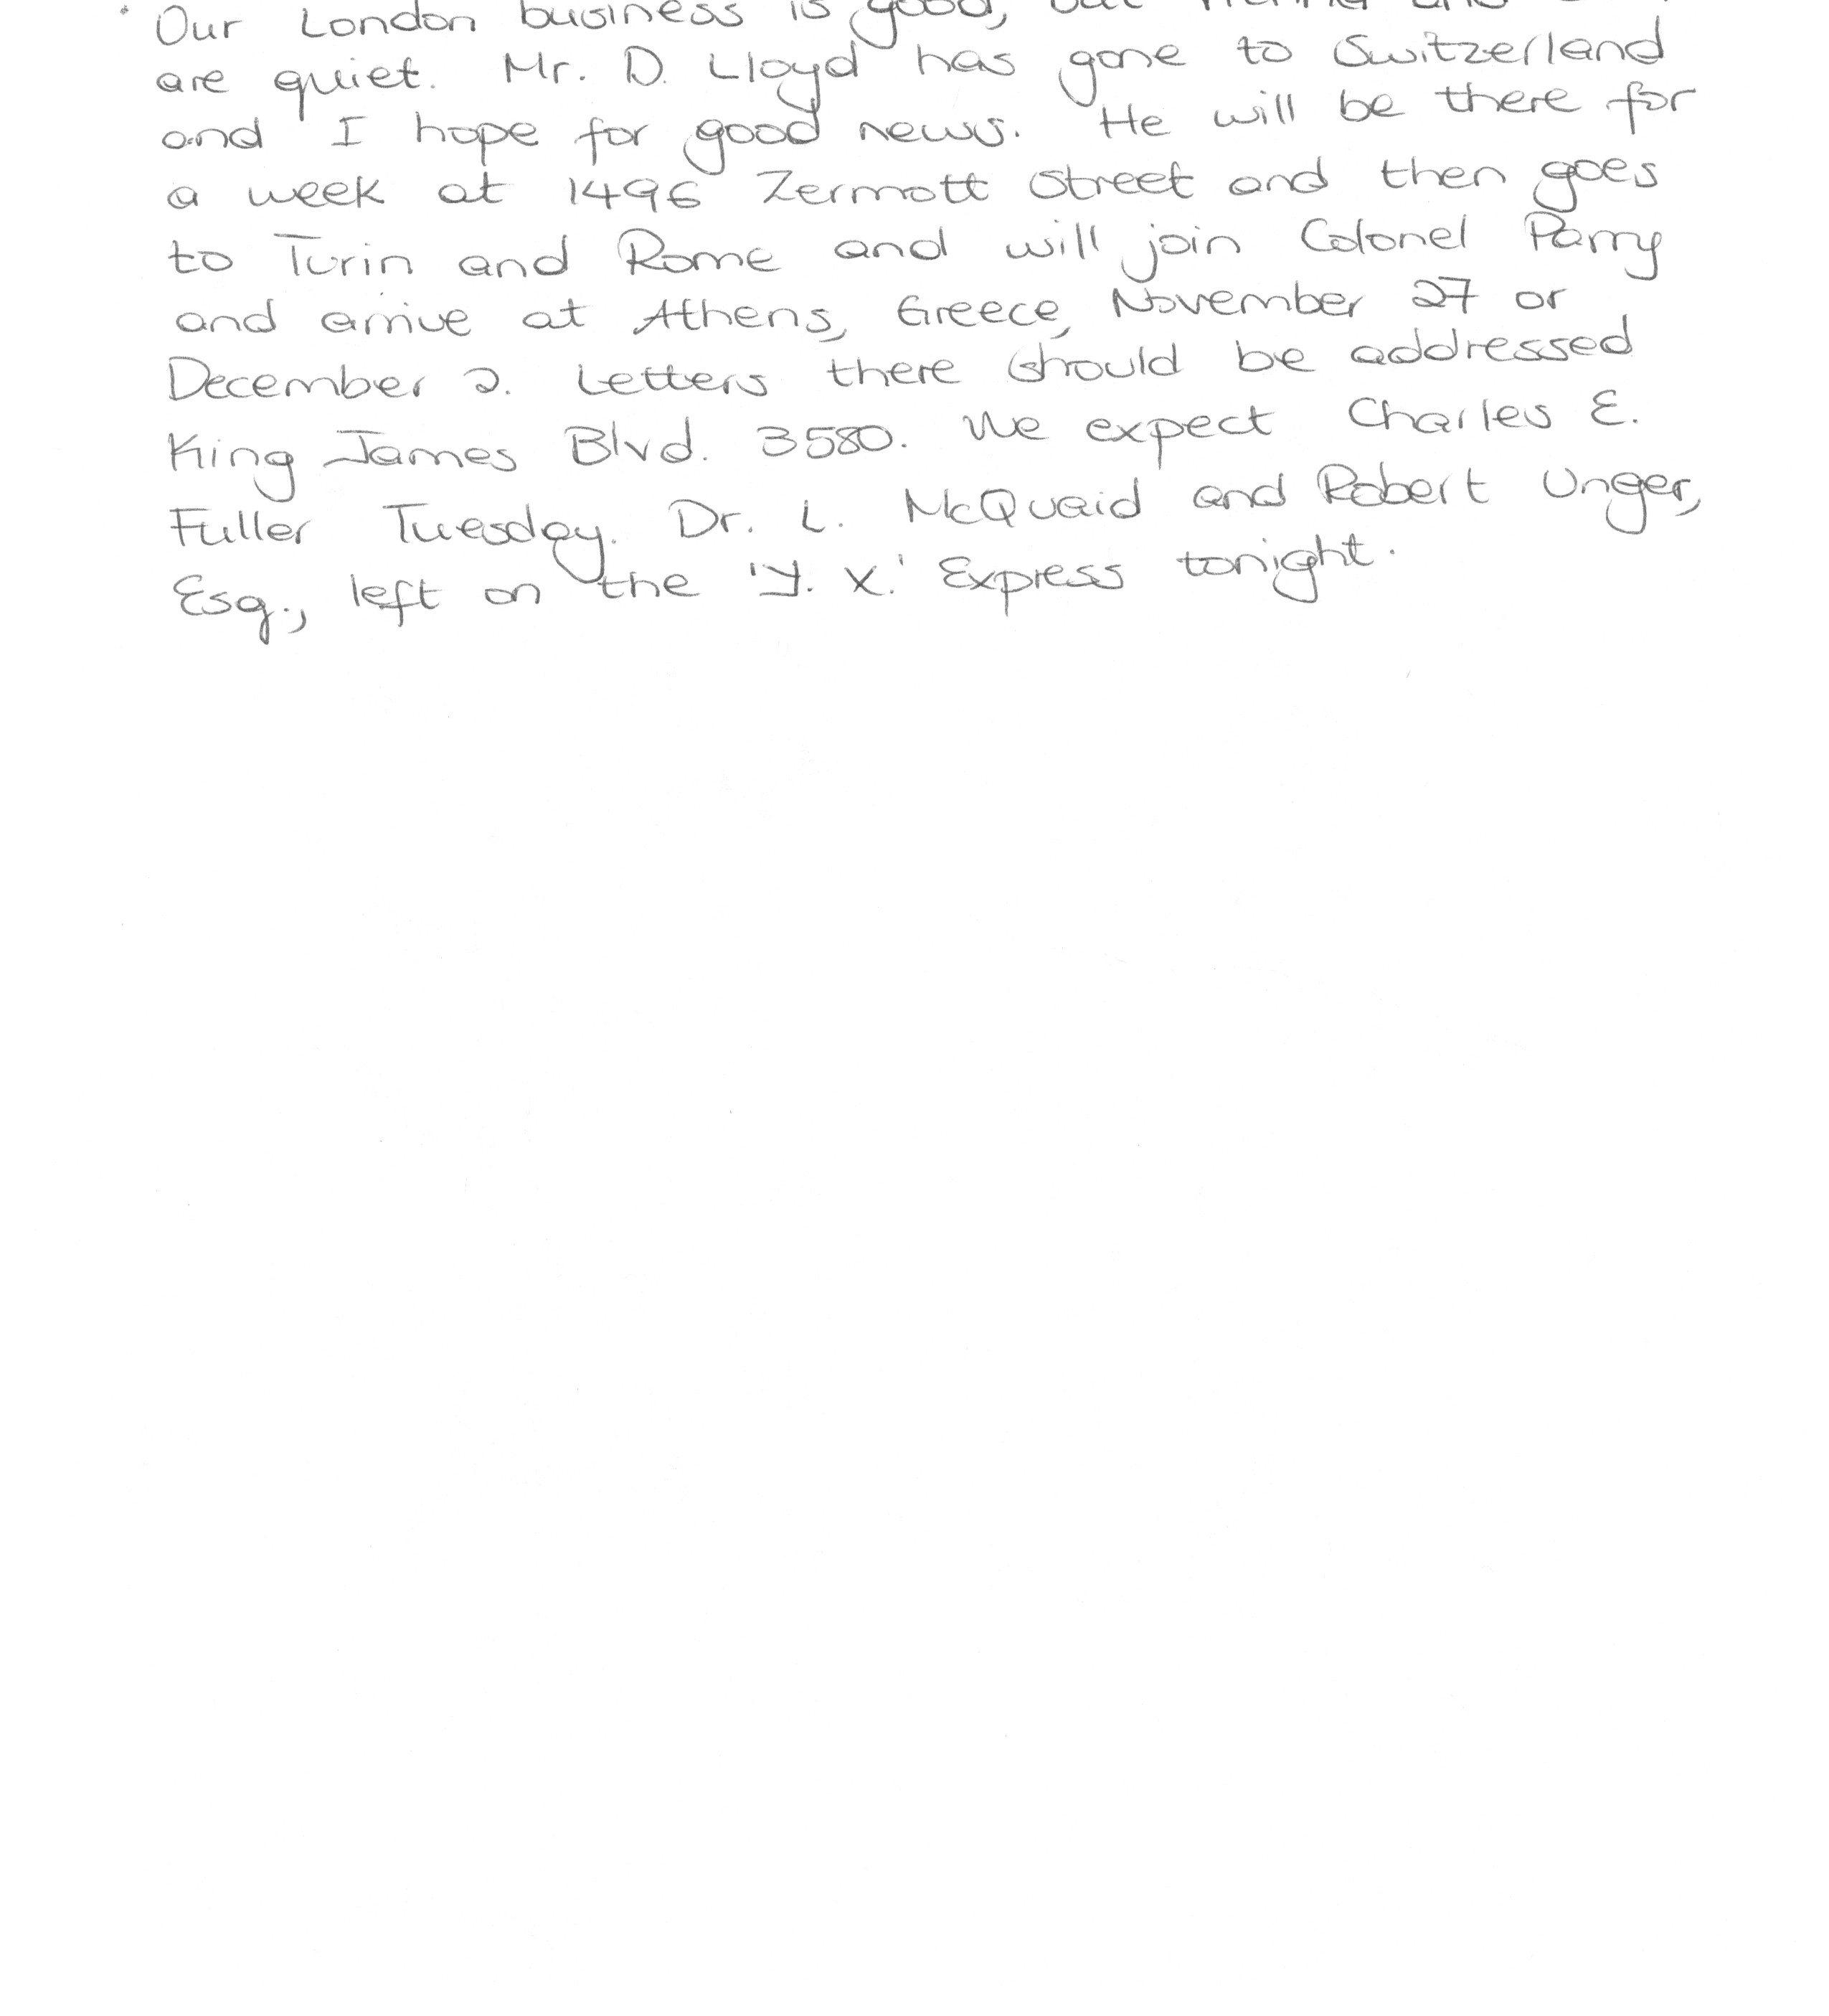 Our London business is good, but Vienna and
are quiet. Mr. D. Lloyd has gone to Switzerland
and I hope for good news. He will be there for
a week at 1496 Zermott Street and then goes
to Turin and Rome and will join Colonel Parry
and arrive at Athens, Greece, November 27 or
December 2. Letters there should be addressed
King James Blvd. 3580. We expect Charles E.
Fuller Tuesday. Dr. L. McQuaid and Robert Unger,
Esq., left on the 'Y. X.' Express tonight.